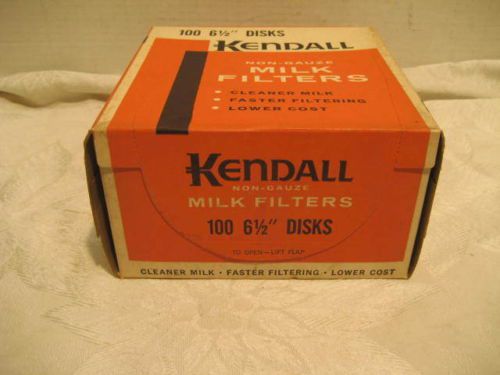 100 6½" DISKS
KENDALL
NON-GAUZE
MILK
FILTERS
• CLEANER MILK
• FASTER FILTERING
• LOWER COST
KENDALL
NON-GAUZE
MILK FILTERS
100 6½" DISKS
TO OPEN—LIFT FLAP
CLEANER MILK • FASTER FILTERING • LOWER COST